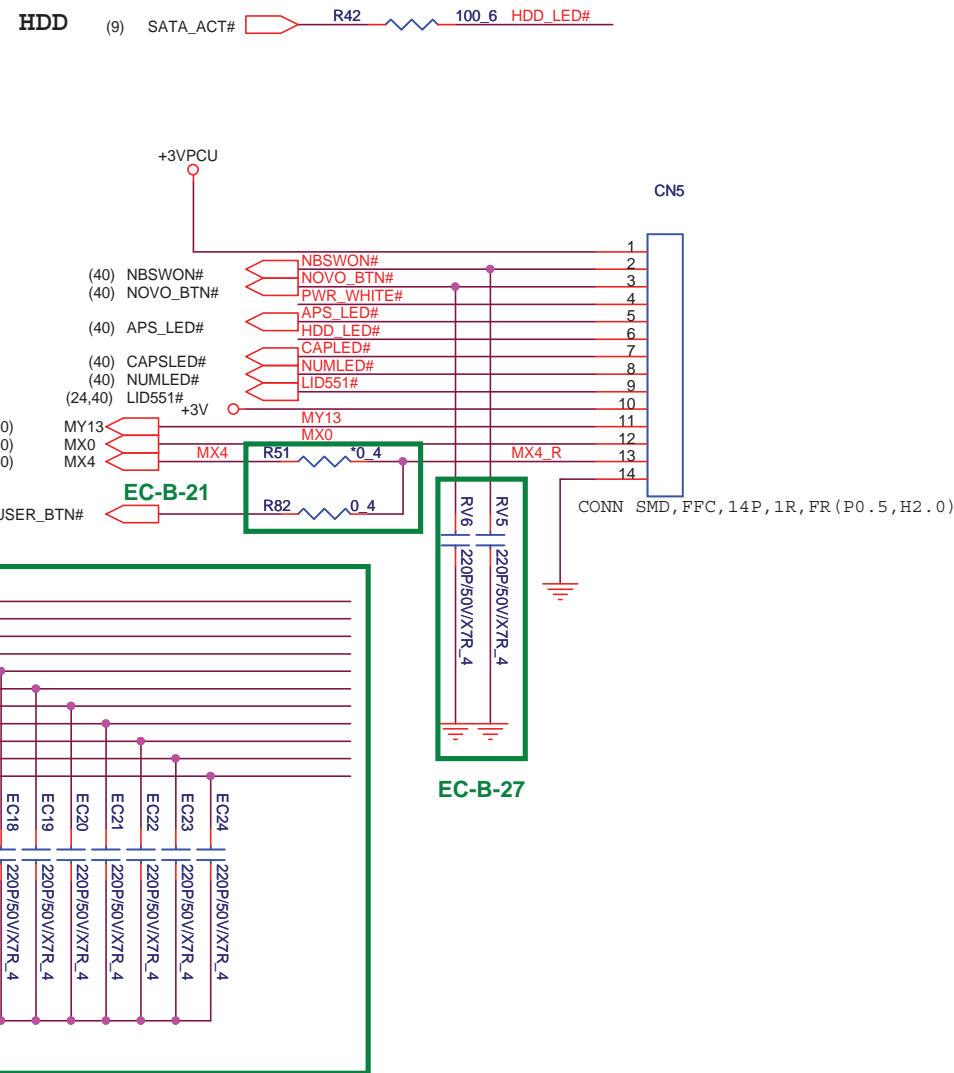 HDD (9) SATA_ACT# R42 100_6 HDD_LED#
+3VPCU
CN5
1
(40) NBSWON# NBSWON# 2
(40) NOVO_BTN# NOVO_BTN# 3
PWR_WHITE# 4
(40) APS_LED# APS_LED# 5
HDD_LED# 6
(40) CAPSLED# CAPLED# 7
(40) NUMLED# NUMLED# 8
(24,40) LID551# LID551# 9
+3V 10
0) MY13 MY13 11
0) MX0 MX0 12
0) MX4 MX4 R51 *0_4 MX4_R 13
14
EC-B-21
USER_BTN# R82 0_4
CONN SMD,FFC,14P,1R,FR(P0.5,H2.0)
RV6 220P/50V/X7R_4
RV5 220P/50V/X7R_4
EC-B-27
EC18 220P/50V/X7R_4
EC19 220P/50V/X7R_4
EC20 220P/50V/X7R_4
EC21 220P/50V/X7R_4
EC22 220P/50V/X7R_4
EC23 220P/50V/X7R_4
EC24 220P/50V/X7R_4